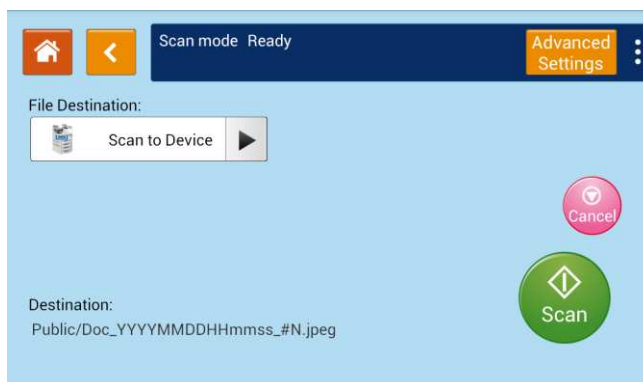 Scan mode Ready
Advanced
Settings
File Destination:
Scan to Device
Cancel
Scan
Destination:
Public/Doc_YYYYMMDDHHmmss_#N.jpeg